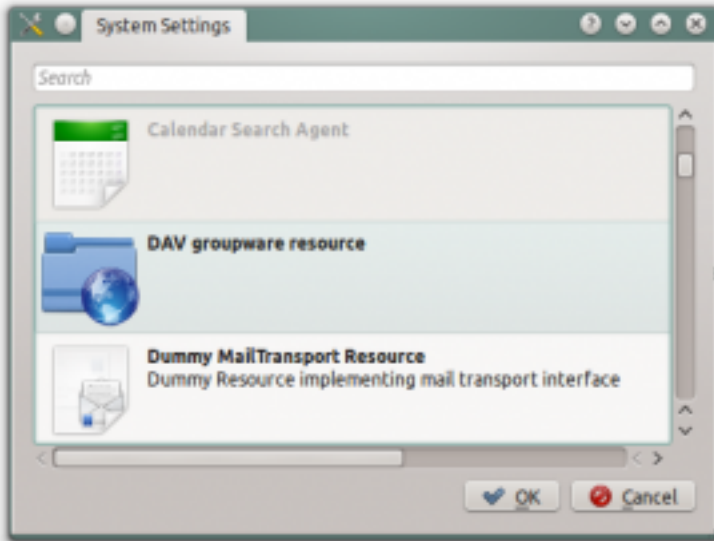 System Settings
Search
Calendar Search Agent
DAV groupware resource
Dummy MailTransport Resource
Dummy Resource implementing mail transport interface
OK
Cancel